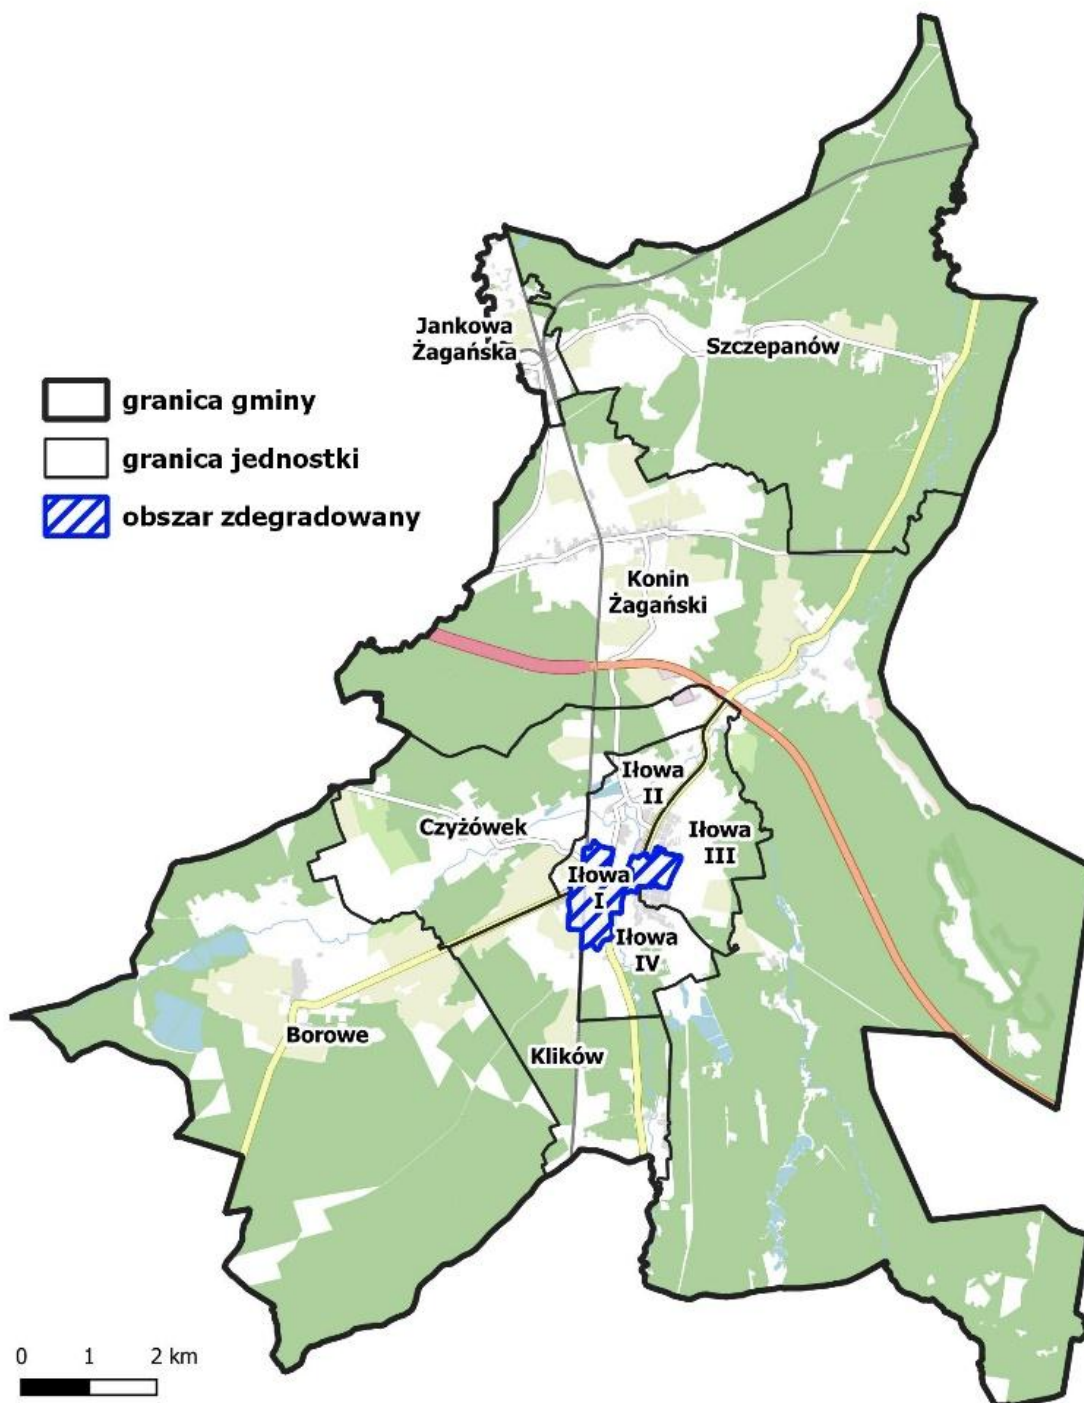 Jankowa
Żagańska
Szczepanów
granica gminy
granica jednostki
obszar zdegradowany
Konin
Żagański
Iłowa
II
Czyżówek
Iłowa
III
Iłowa
I
Iłowa
IV
Borowe
Klików
0 1 2 km